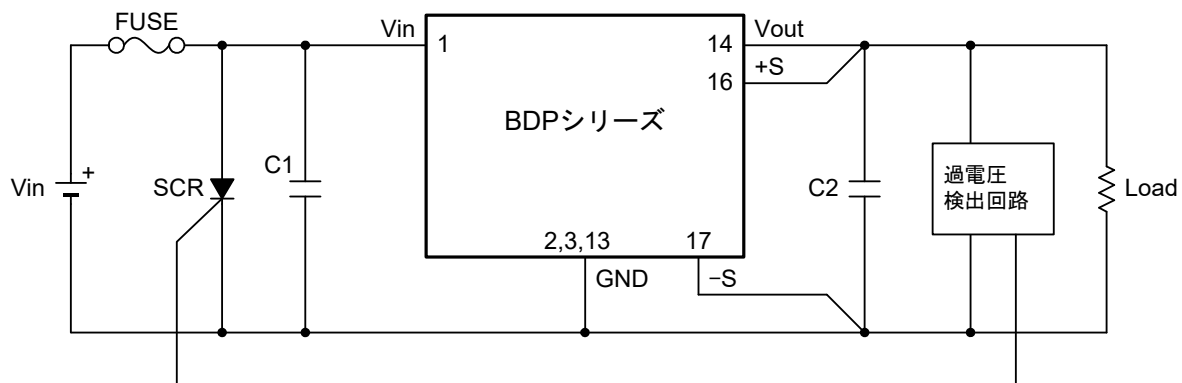 FUSE
Vin
1
14
Vout
16
+S
BDPシリーズ
Vin
+
SCR
C1
C2
過電圧
検出回路
Load
2,3,13
17
GND
−S